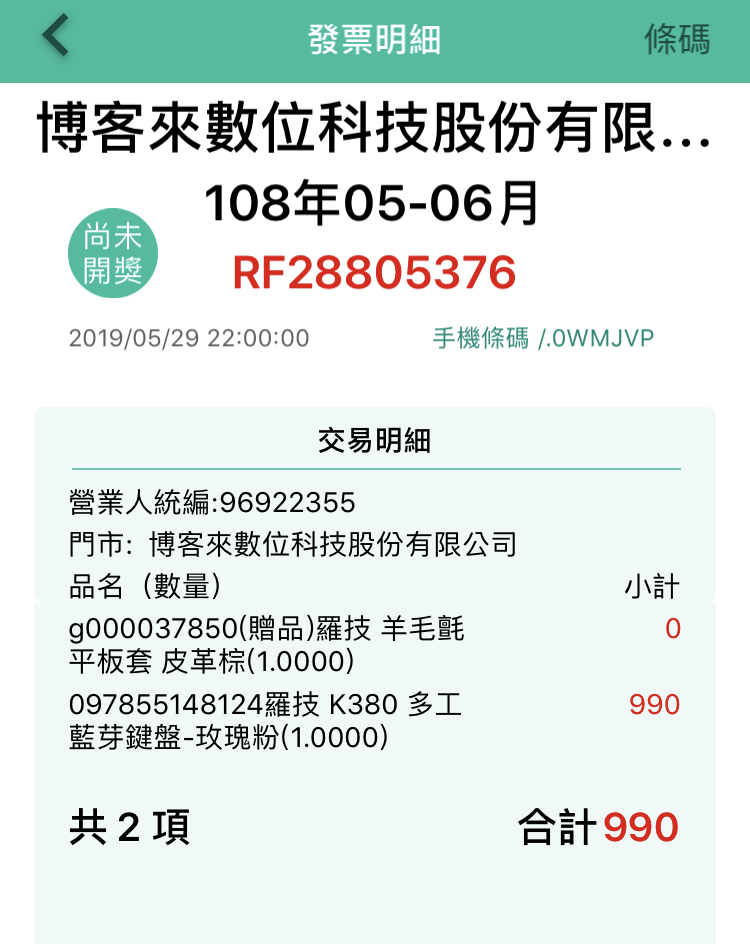 發票明細
條碼
博客來數位科技股份有限...
108年05-06月
尚未
開獎
RF28805376
2019/05/29 22:00:00
手機條碼 /.0WMJVP
交易明細
營業人統編:96922355
門市: 博客來數位科技股份有限公司
品名（數量） 小計
g000037850(贈品)羅技 羊毛氈 0
平板套 皮革棕(1.0000)
097855148124羅技 K380 多工 990
藍芽鍵盤-玫瑰粉(1.0000)
共 2 項 合計 990